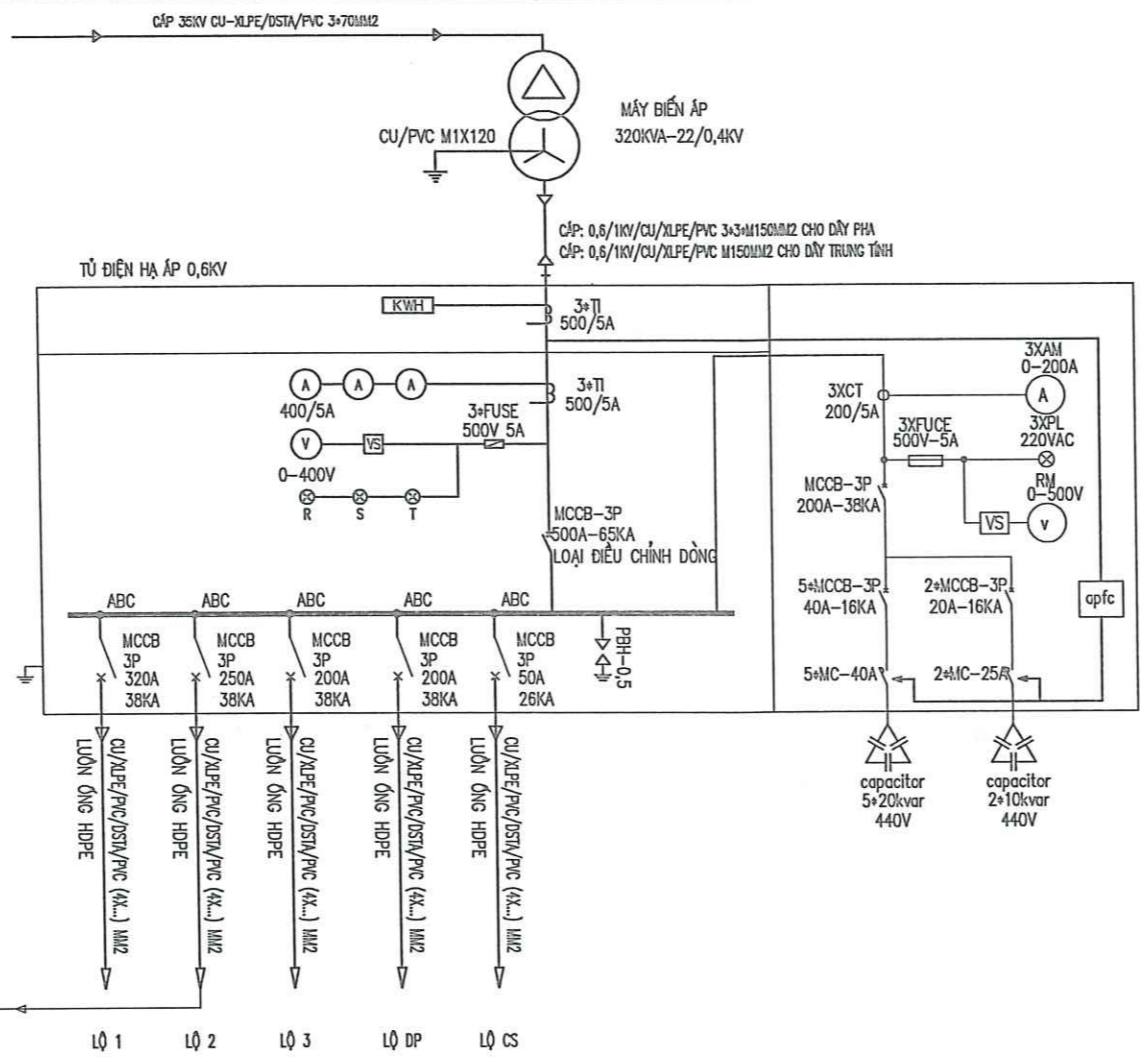 CÁP 35KV CU-XLPE/DSTA/PVC 3*70MM2
MÁY BIẾN ÁP
320KVA-22/0,4KV
CU/PVC M1X120
CÁP: 0,6/1KV/CU/XLPE/PVC 3*3*M150MM2 CHO DÂY PHA
CÁP: 0,6/1KV/CU/XLPE/PVC M150MM2 CHO DÂY TRUNG TÍNH
TỦ ĐIỆN HẠ ÁP 0,6KV
KWH
3*TI
500/5A
A
A
A
400/5A
3*TI
500/5A
3*FUSE
500V 5A
V
VS
0-400V
R
S
T
MCCB-3P
500A-65KA
LOẠI ĐIỀU CHỈNH DÒNG
3XAM
0-200A
3XCT
200/5A
A
3XFUCE
500V-5A
3XPL
220VAC
MCCB-3P
200A-38KA
RM
0-500V
VS
V
5*MCCB-3P
40A-16KA
2*MCCB-3P
20A-16KA
apfc
5*MC-40A
2*MC-25A
capacitor
5*20kvar
440V
capacitor
2*10kvar
440V
ABC
ABC
ABC
ABC
ABC
MCCB
3P
320A
38KA
MCCB
3P
250A
38KA
MCCB
3P
200A
38KA
MCCB
3P
200A
38KA
MCCB
3P
50A
26KA
PBH-0,5
CU/XLPE/PVC/DSTA/PVC (4X...) MM2
LUỒN ỐNG HDPE
CU/XLPE/PVC/DSTA/PVC (4X...) MM2
LUỒN ỐNG HDPE
CU/XLPE/PVC/DSTA/PVC (4X...) MM2
LUỒN ỐNG HDPE
CU/XLPE/PVC/DSTA/PVC (4X...) MM2
LUỒN ỐNG HDPE
CU/XLPE/PVC/DSTA/PVC (4X...) MM2
LUỒN ỐNG HDPE
LỘ 1
LỘ 2
LỘ 3
LỘ DP
LỘ CS